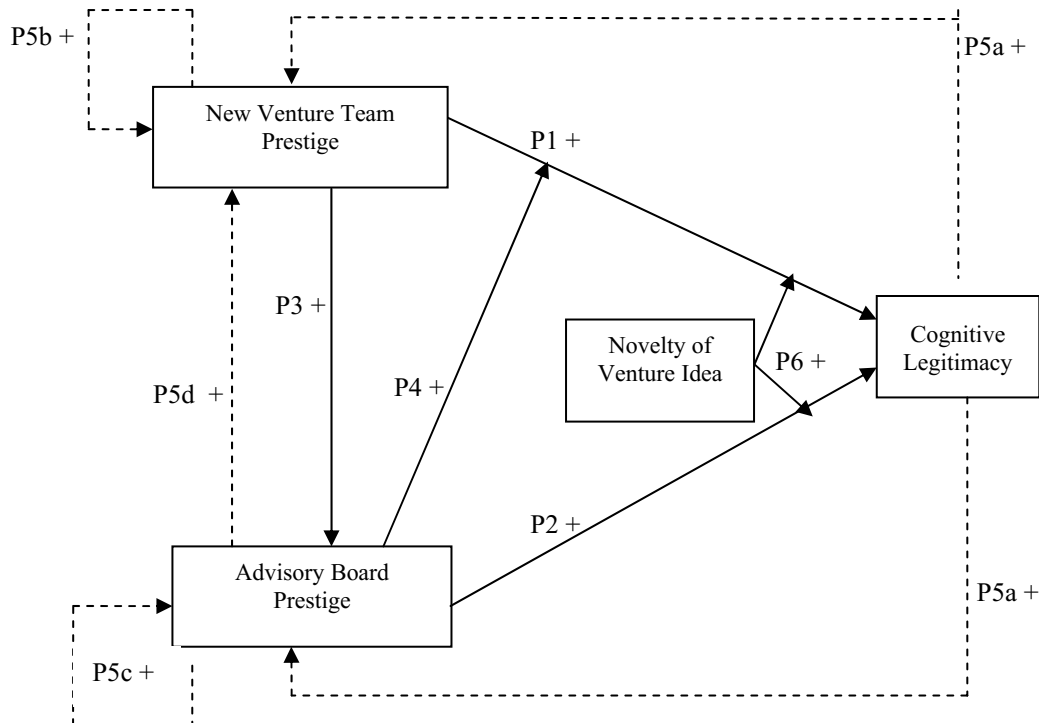 P5b +
P5a +
New Venture Team
Prestige
P1 +
P3 +
Novelty of
Venture Idea
P6 +
Cognitive
Legitimacy
P5d +
P4 +
P2 +
Advisory Board
Prestige
P5a +
P5c +